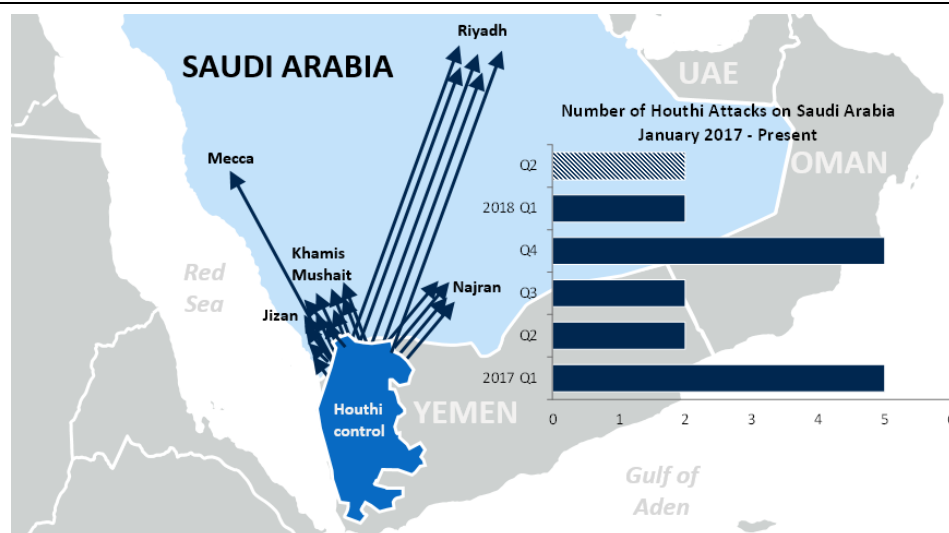 Riyadh
SAUDI ARABIA
UAE
Number of Houthi Attacks on Saudi Arabia
January 2017 - Present
Mecca
OMAN
Q2
2018 Q1
Khamis
Mushait
Q4
Red
Sea
Najran
Q3
Jizan
Q2
2017 Q1
Houthi
control
YEMEN
0 1 2 3 4 5
Gulf of
Aden